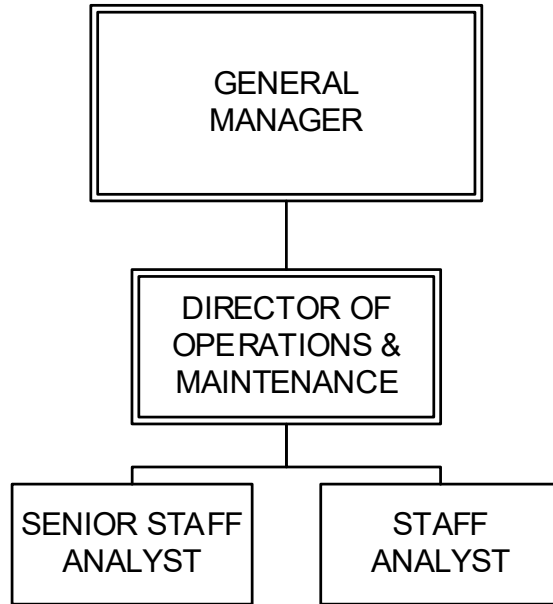 GENERAL
MANAGER
DIRECTOR OF
OPERATIONS &
MAINTENANCE
SENIOR STAFF
ANALYST
STAFF
ANALYST